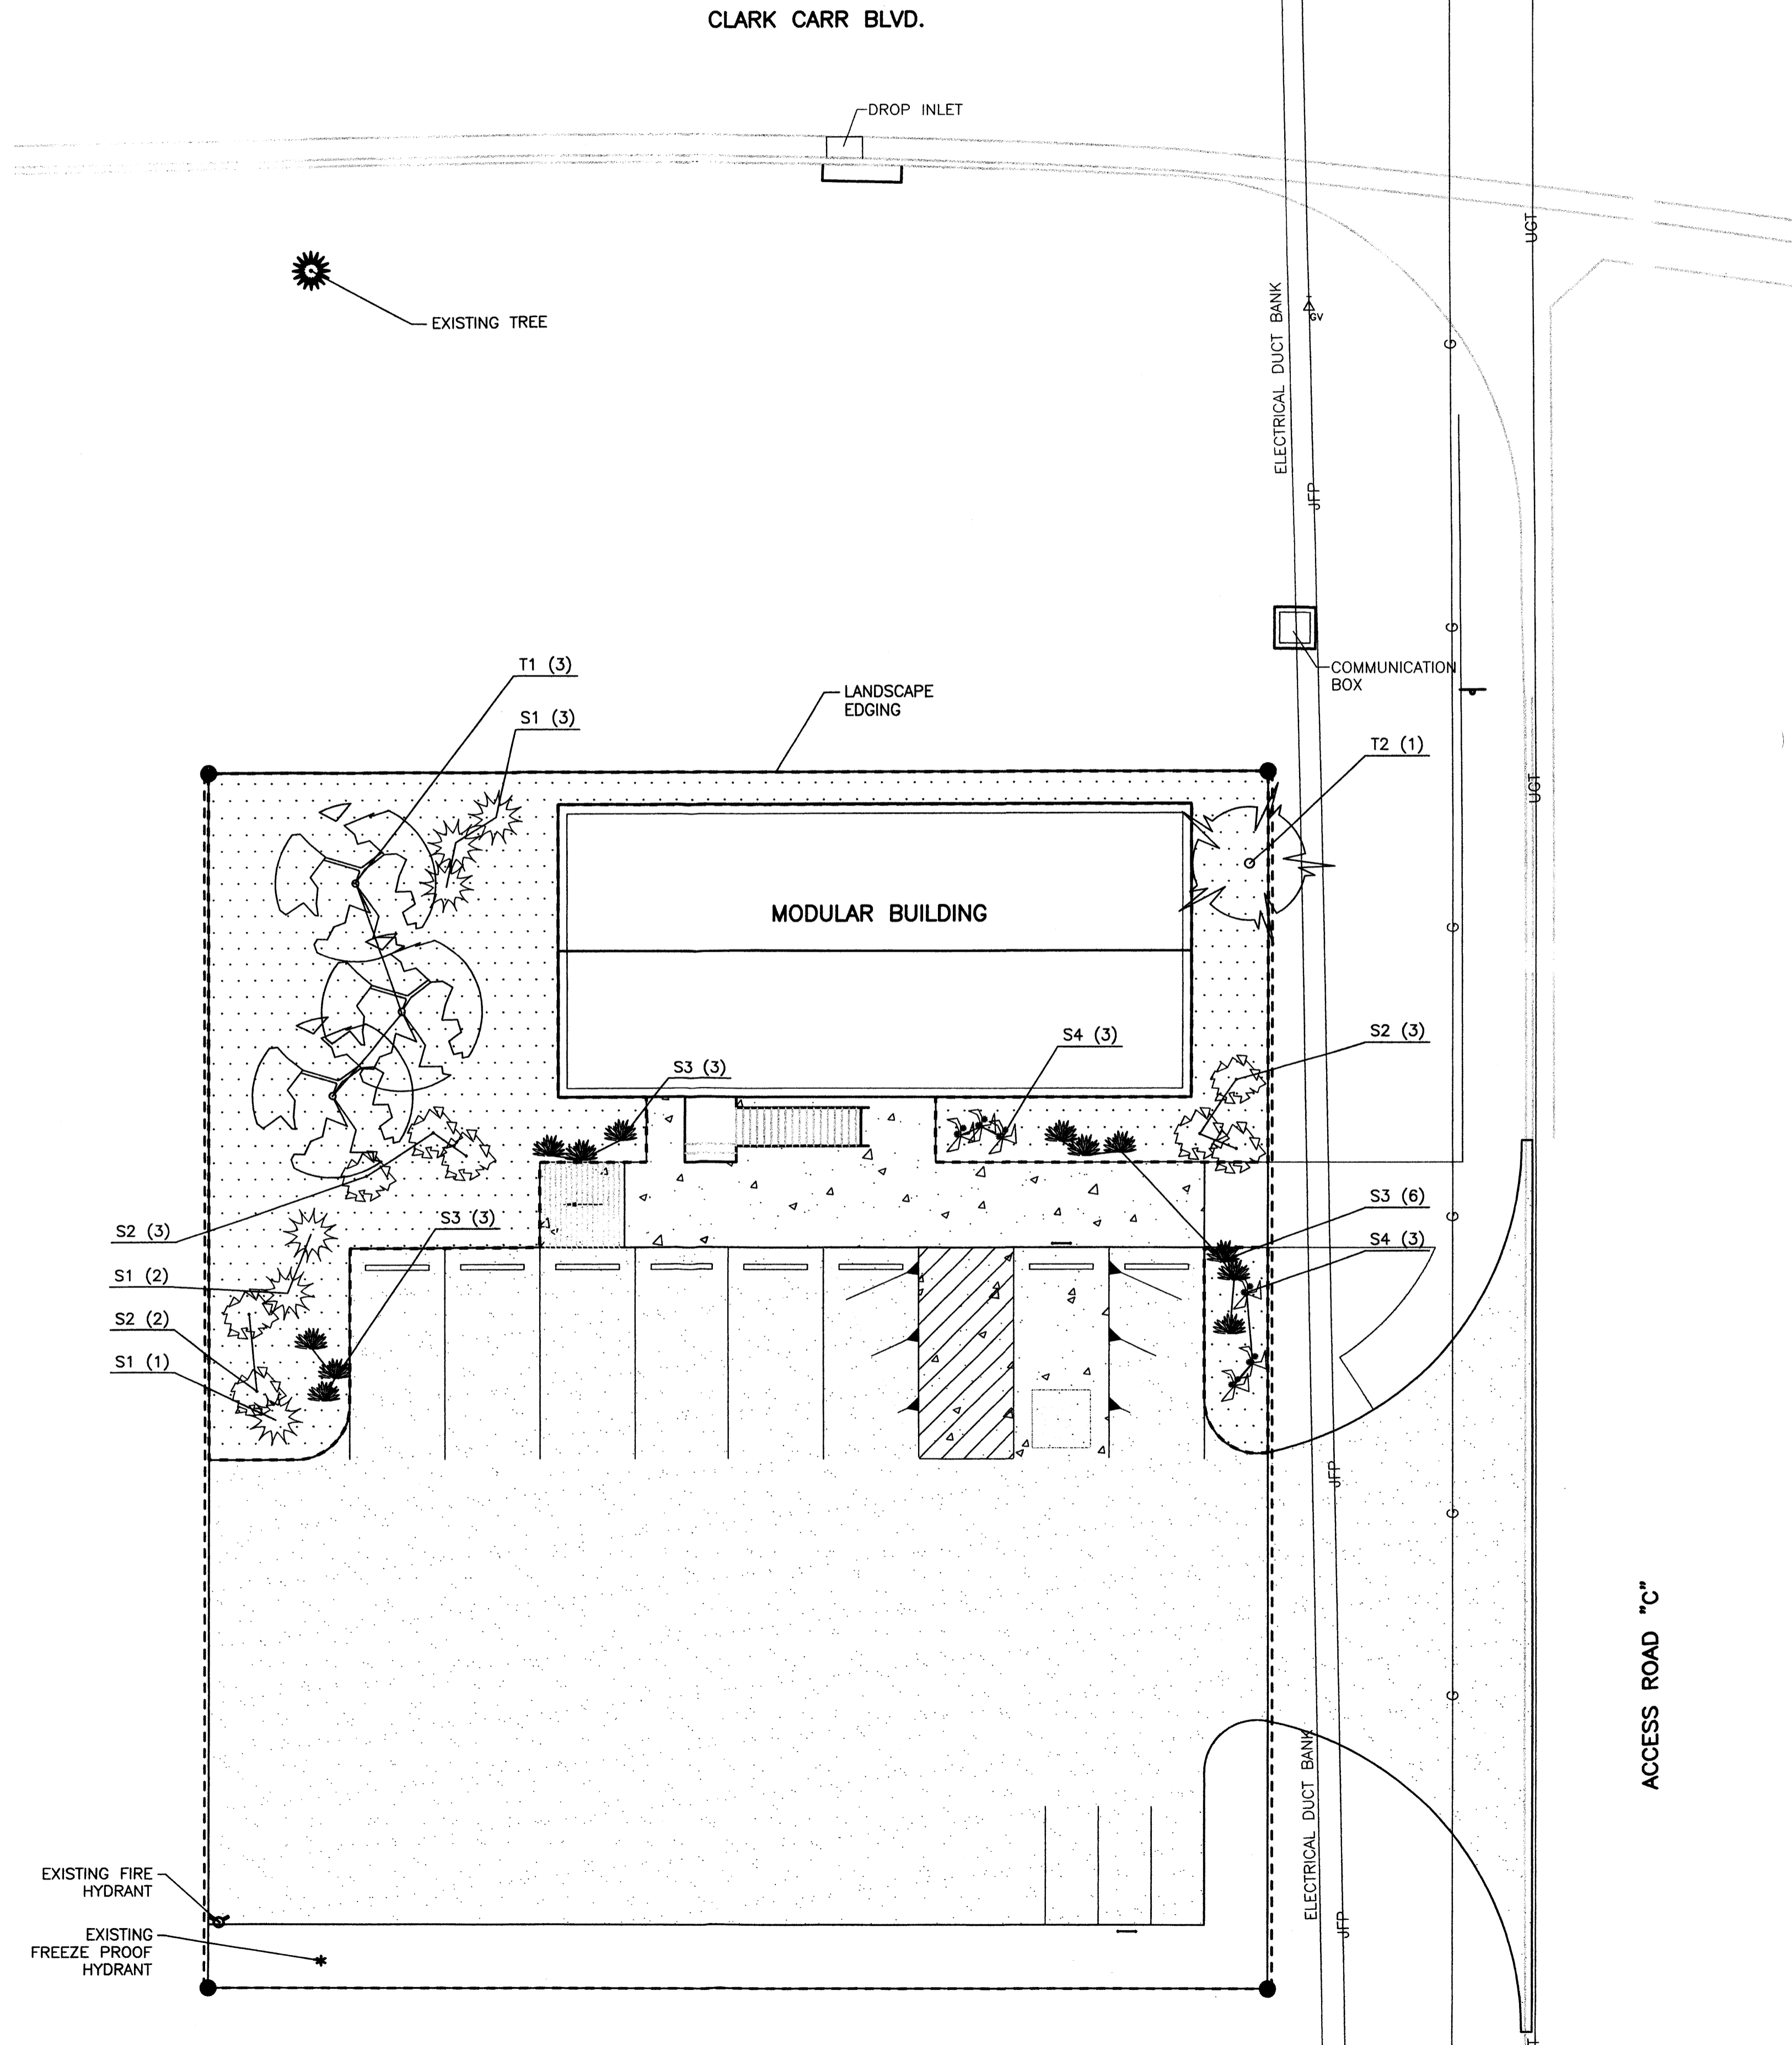 CLARK CARR BLVD.
DROP INLET
UGT
EXISTING TREE
ELECTRICAL DUCT BANK
GV
G
JFP
G
COMMUNICATION
BOX
T1 (3)
S1 (3)
LANDSCAPE
EDGING
T2 (1)
UGT
MODULAR BUILDING
G
S4 (3)
S2 (3)
S3 (3)
S3 (6)
G
S2 (3)
S3 (3)
S4 (3)
S1 (2)
S2 (2)
S1 (1)
JFP
G
ACCESS ROAD "C"
G
ELECTRICAL DUCT BANK
EXISTING FIRE
HYDRANT
JFP
EXISTING
FREEZE PROOF
HYDRANT